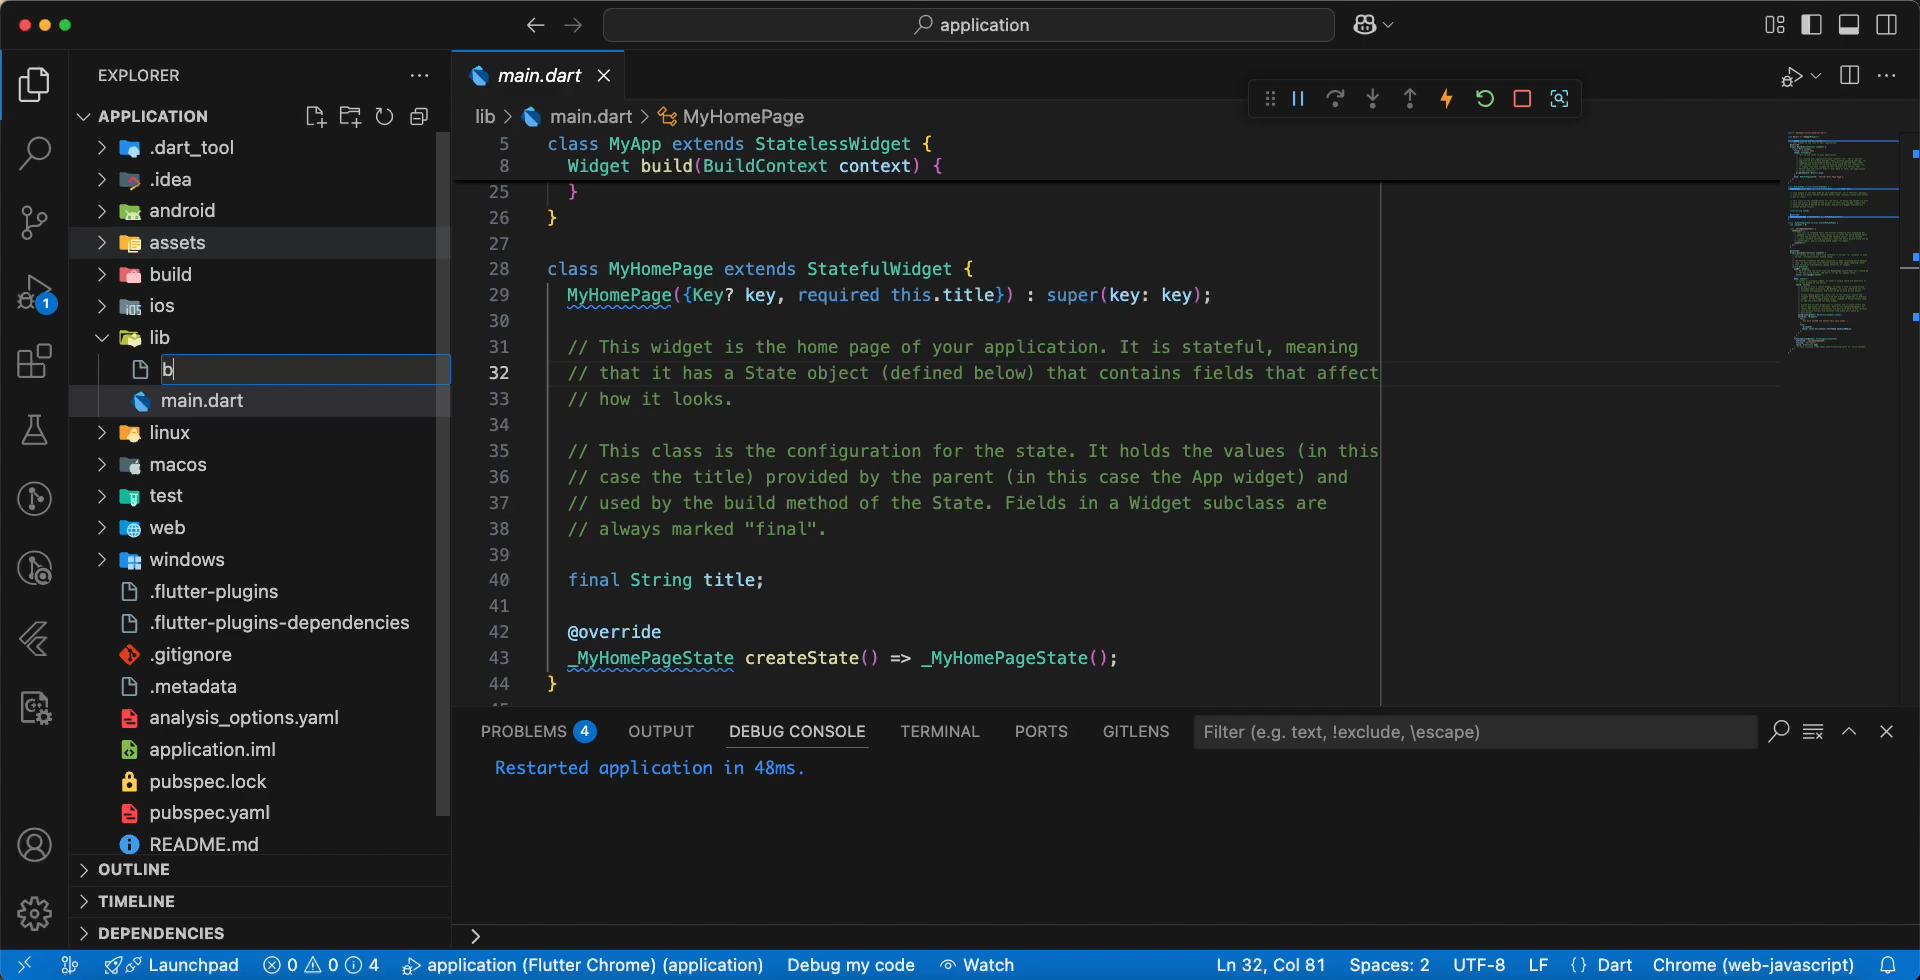 application
EXPLORER
APPLICATION
.dart_tool
.idea
android
assets
build
ios
lib
b
main.dart
linux
macos
test
web
windows
.flutter-plugins
.flutter-plugins-dependencies
.gitignore
.metadata
analysis_options.yaml
application.iml
pubspec.lock
pubspec.yaml
README.md
OUTLINE
TIMELINE
DEPENDENCIES
1
main.dart
lib > main.dart > MyHomePage
5 class MyApp extends StatelessWidget {
8 Widget build(BuildContext context) {
25 }
26 }
27
28 class MyHomePage extends StatefulWidget {
29 MyHomePage({Key? key, required this.title}) : super(key: key);
30
31 // This widget is the home page of your application. It is stateful, meaning
32 // that it has a State object (defined below) that contains fields that affect
33 // how it looks.
34
35 // This class is the configuration for the state. It holds the values (in this
36 // case the title) provided by the parent (in this case the App widget) and
37 // used by the build method of the State. Fields in a Widget subclass are
38 // always marked "final".
39
40 final String title;
41
42 @override
43 _MyHomePageState createState() => _MyHomePageState();
44 }
PROBLEMS 4 OUTPUT DEBUG CONSOLE TERMINAL PORTS GITLENS Filter (e.g. text, !exclude, \escape)
Restarted application in 48ms.
>
Launchpad 0 0 4 application (Flutter Chrome) (application) Debug my code Watch Ln 32, Col 81 Spaces: 2 UTF-8 LF {} Dart Chrome (web-javascript)